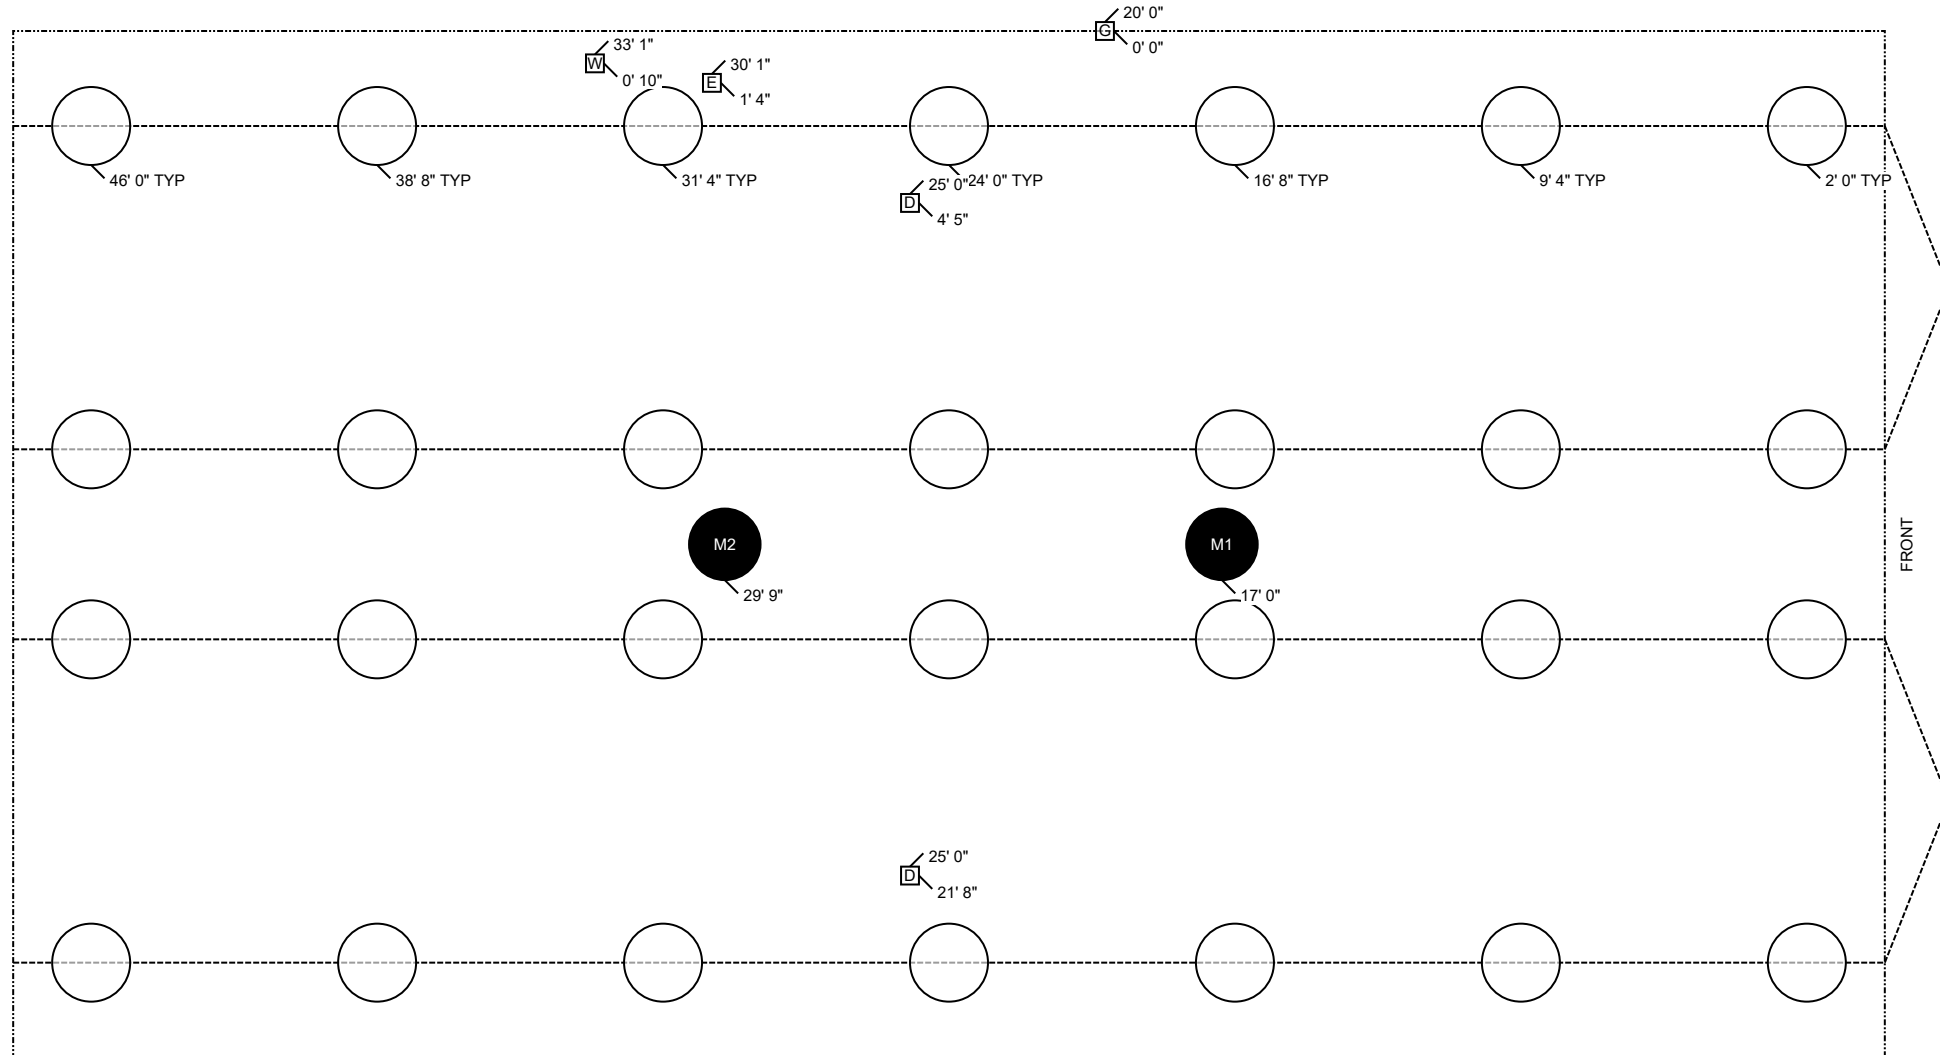 20' 0"
G
0' 0"
33' 1"
W
0' 10"
30' 1"
E
1' 4"
46' 0" TYP
38' 8" TYP
31' 4" TYP
24' 0" TYP
16' 8" TYP
9' 4" TYP
2' 0" TYP
25' 0"
D
4' 5"
M2
29' 9"
M1
17' 0"
FRONT
25' 0"
D
21' 8"